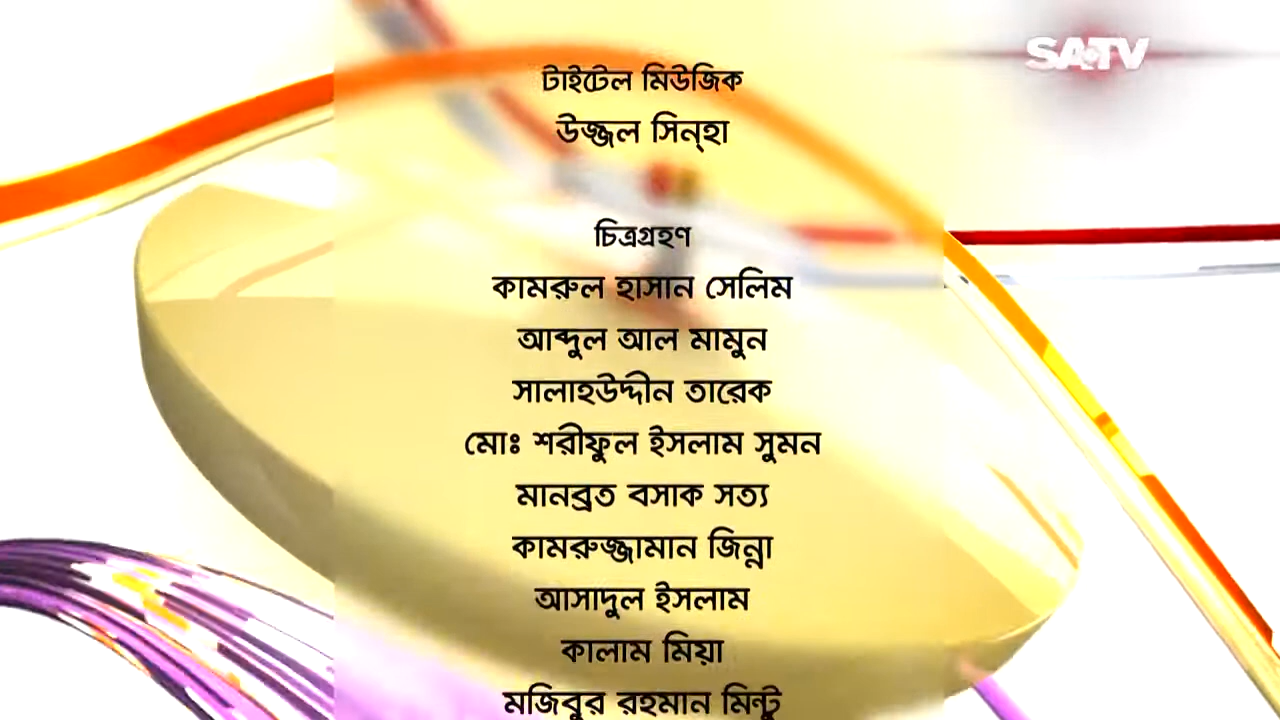 SATV
টাইটেল মিউজিক
উজ্জল সিন্‌হা
চিত্রগ্রহণ
কামরুল হাসান সেলিম
আব্দুল আল মামুন
সালাহউদ্দীন তারেক
মোঃ শরীফুল ইসলাম সুমন
মানব্রত বসাক সত্য
কামরুজ্জামান জিন্না
আসাদুল ইসলাম
কালাম মিয়া
মজিবুর রহমান মিন্টু